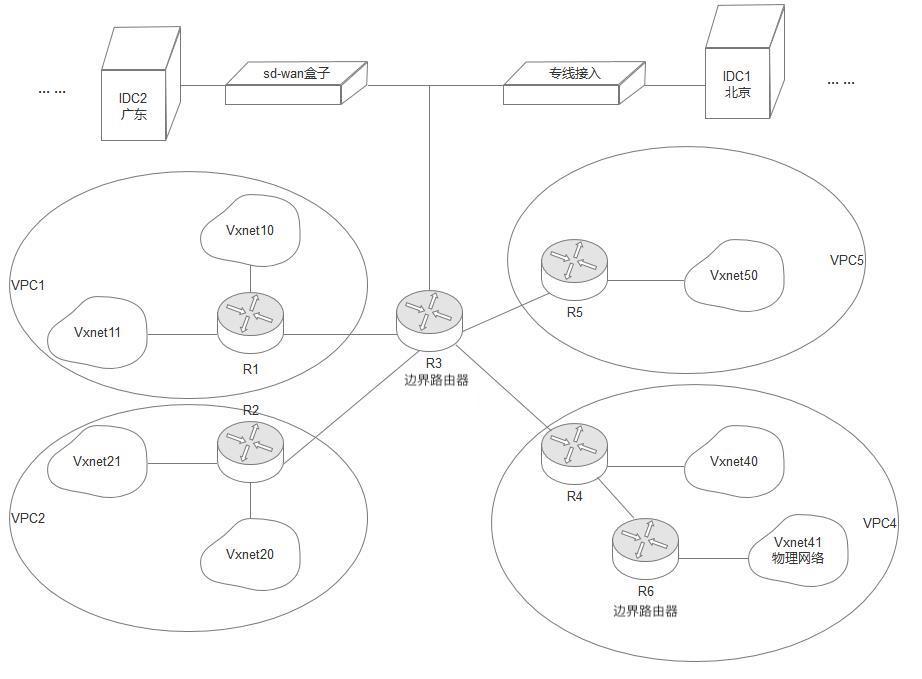 sd-wan盒子
专线接入
IDC1
北京
... ...
... ...
IDC2
广东
Vxnet10
VPC1
Vxnet11
R1
R3
边界路由器
R5
Vxnet50
VPC5
R2
Vxnet21
VPC2
Vxnet20
R4
Vxnet40
VPC4
Vxnet41
物理网络
R6
边界路由器